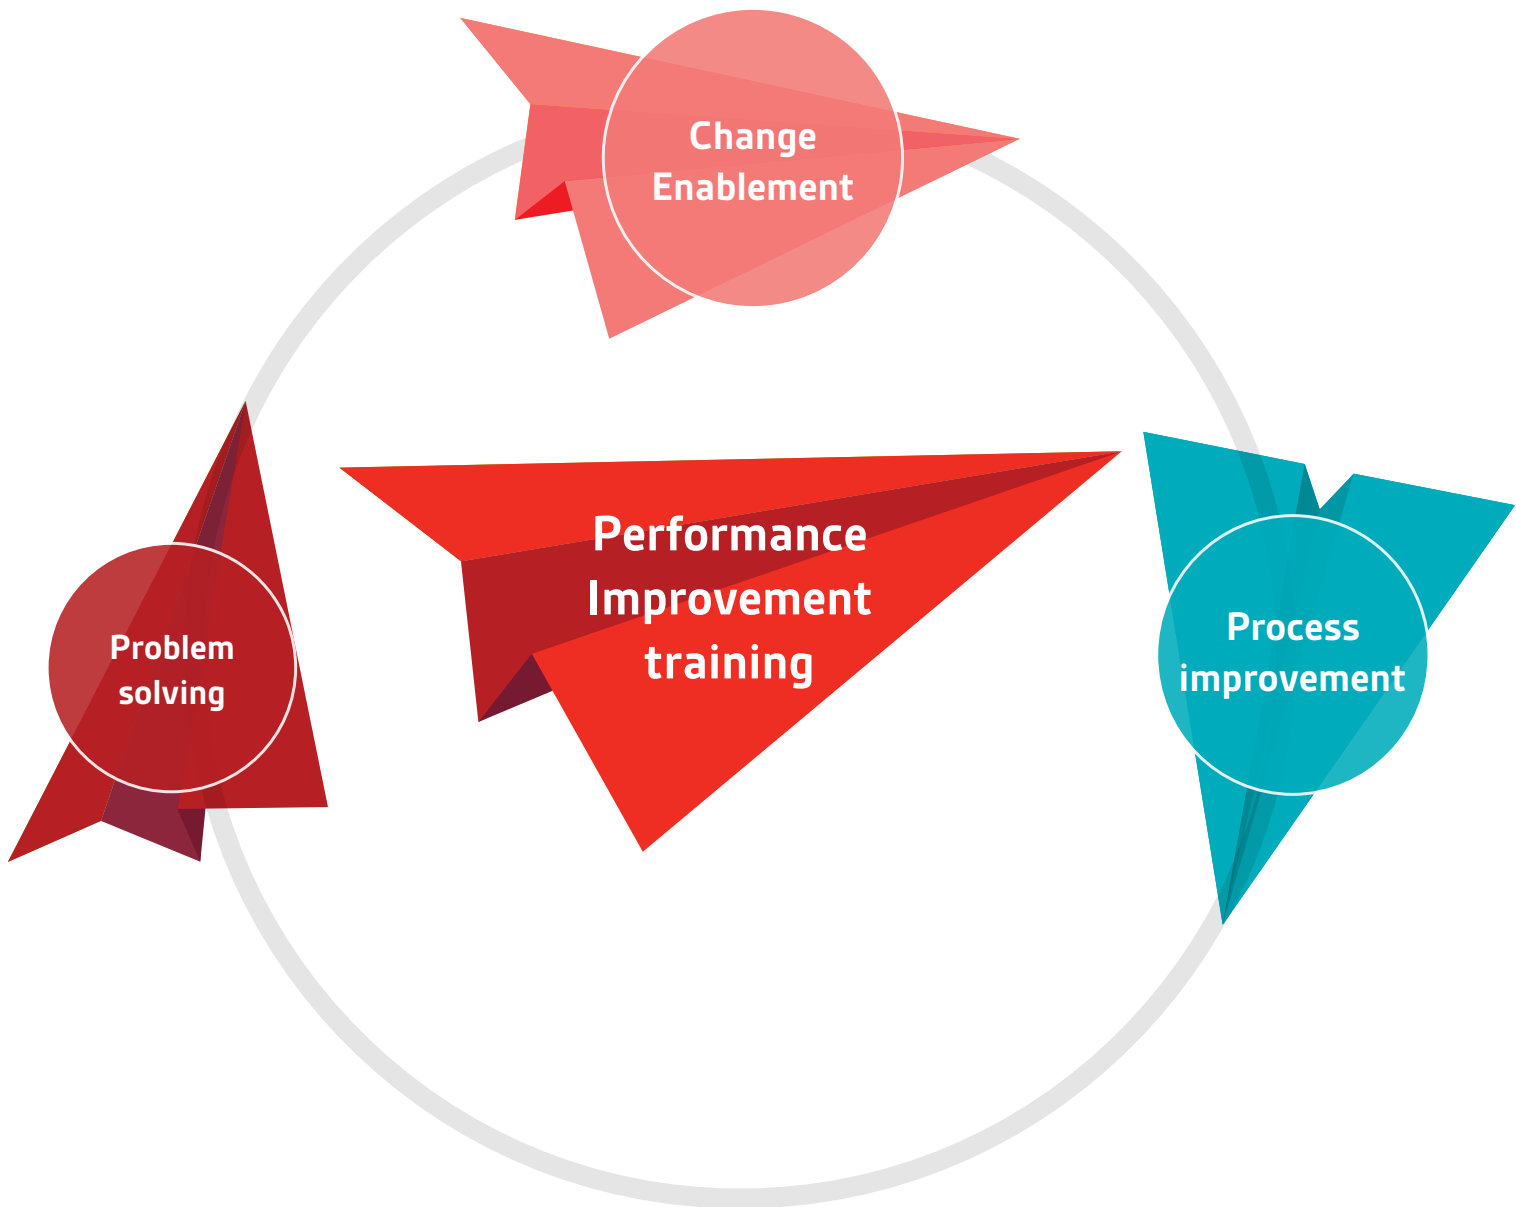 Change
Enablement
Performance
Improvement
training
Problem
solving
Process
improvement